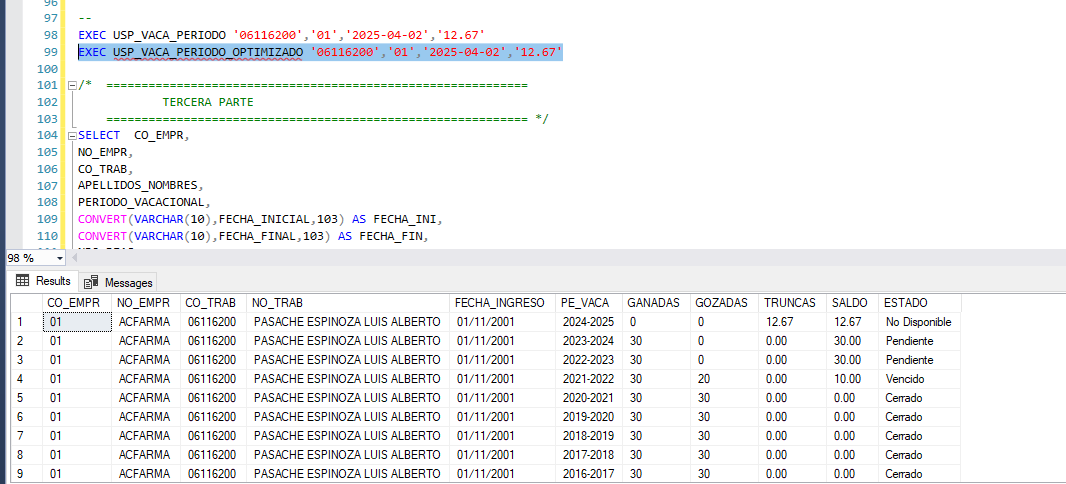 96
97 --
98 EXEC USP_VACA_PERIODO '06116200','01','2025-04-02','12.67'
99 EXEC USP_VACA_PERIODO_OPTIMIZADO '06116200','01','2025-04-02','12.67'
100
101 /* ============================================================
102 TERCERA PARTE
103 ============================================================ */
104 SELECT CO_EMPR,
105 NO_EMPR,
106 CO_TRAB,
107 APELLIDOS_NOMBRES,
108 PERIODO_VACACIONAL,
109 CONVERT(VARCHAR(10),FECHA_INICIAL,103) AS FECHA_INI,
110 CONVERT(VARCHAR(10),FECHA_FINAL,103) AS FECHA_FIN,
98 %
Results Messages
CO_EMPR NO_EMPR CO_TRAB NO_TRAB FECHA_INGRESO PE_VACA GANADAS GOZADAS TRUNCAS SALDO ESTADO
1 01 ACFARMA 06116200 PASACHE ESPINOZA LUIS ALBERTO 01/11/2001 2024-2025 0 0 12.67 12.67 No Disponible
2 01 ACFARMA 06116200 PASACHE ESPINOZA LUIS ALBERTO 01/11/2001 2023-2024 30 0 0.00 30.00 Pendiente
3 01 ACFARMA 06116200 PASACHE ESPINOZA LUIS ALBERTO 01/11/2001 2022-2023 30 0 0.00 30.00 Pendiente
4 01 ACFARMA 06116200 PASACHE ESPINOZA LUIS ALBERTO 01/11/2001 2021-2022 30 20 0.00 10.00 Vencido
5 01 ACFARMA 06116200 PASACHE ESPINOZA LUIS ALBERTO 01/11/2001 2020-2021 30 30 0.00 0.00 Cerrado
6 01 ACFARMA 06116200 PASACHE ESPINOZA LUIS ALBERTO 01/11/2001 2019-2020 30 30 0.00 0.00 Cerrado
7 01 ACFARMA 06116200 PASACHE ESPINOZA LUIS ALBERTO 01/11/2001 2018-2019 30 30 0.00 0.00 Cerrado
8 01 ACFARMA 06116200 PASACHE ESPINOZA LUIS ALBERTO 01/11/2001 2017-2018 30 30 0.00 0.00 Cerrado
9 01 ACFARMA 06116200 PASACHE ESPINOZA LUIS ALBERTO 01/11/2001 2016-2017 30 30 0.00 0.00 Cerrado